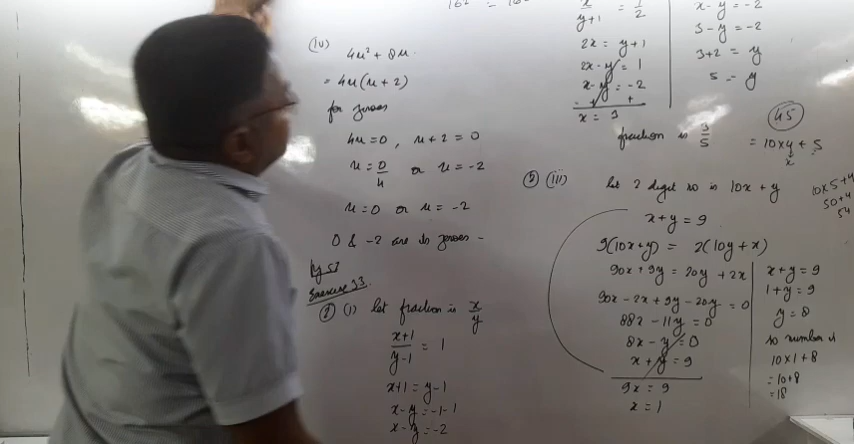 (iv) 4u² + 8u
= 4u(u+2)
for zeroes
4u=0, u+2=0
u=0/4 or u=-2
u=0 or u=-2
0 & -2 are its zeroes -
Exercise 3.3
(i) let fraction is x/y
x+1/y-1 = 1
x+1=y-1
x-y=-1-1
x-y=-2
x/y+1 = 1/2
2x = y+1
2x-y=1
x-y=-2
- + +
x = 3
fraction is 3/5
x-y=-2
3-y=-2
3+2=y
5=y
45
= 10×4+5
x
10×5+4
50+4
54
(iii) let 2 digit no is 10x+y
x+y=9
9(10x+y) = 2(10y+x)
90x+9y=20y+2x
90x-2x+9y-20y=0
88x-11y=0
8x-y=0
x+y=9
9x=9
x=1
x+y=9
1+y=9
y=8
so number is
10×1+8
=10+8
=18